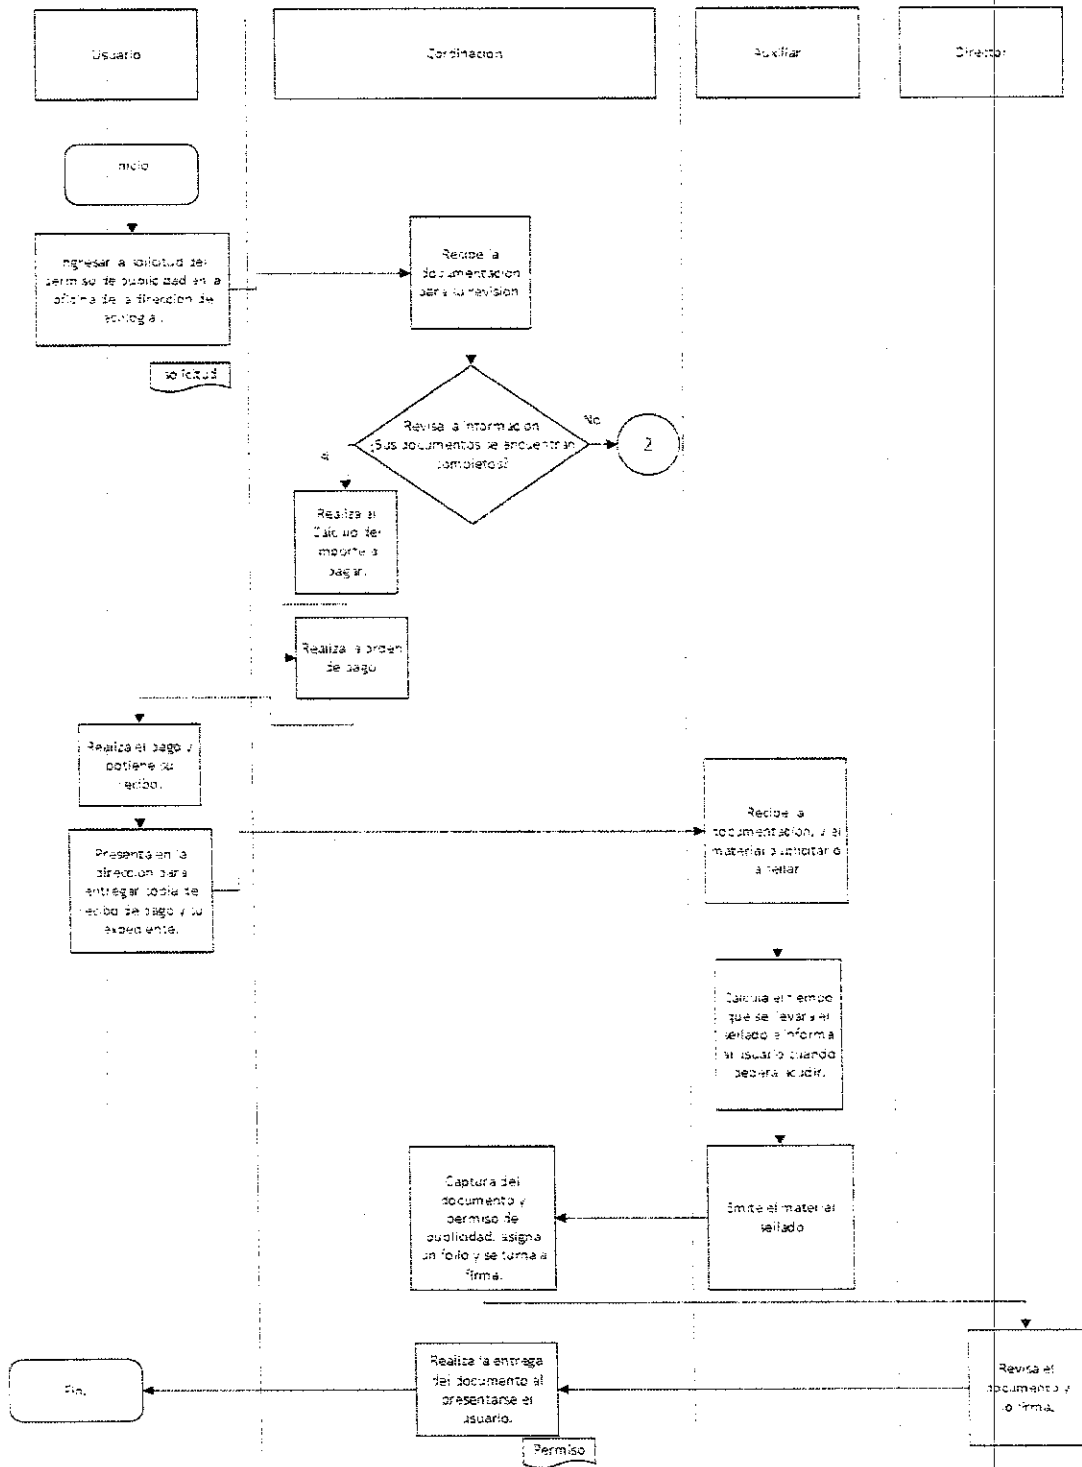 Usuario
Cordinacion
Auxiliar
Director
Inicio
Ingresar la solicitud del
permiso de publicidad en la
oficina de la direccion de
ecologia.
solicitud
Recibe la
documentacion
para su revision
Revisa la informacion
¿Sus documentos se encuentran
completos?
No
2
si
Realiza el
Calculo del
importe a
pagar.
Realiza la orden
de pago
Realiza el pago y
obtiene su
recibo.
Presenta en la
direccion para
entregar copia de
recibo de pago y su
expediente.
Recibe la
documentacion, y el
material publicitario
a sellar
Calcula el tiempo
que se llevara el
sellado e informa
al usuario cuando
debera acudir.
Emite el material
sellado
Captura del
documento y
permiso de
publicidad, asigna
un folio y se turna a
firma.
Revisa el
documento y
lo firma.
Realiza la entrega
del documento al
presentarse el
usuario.
Permiso
Fin.